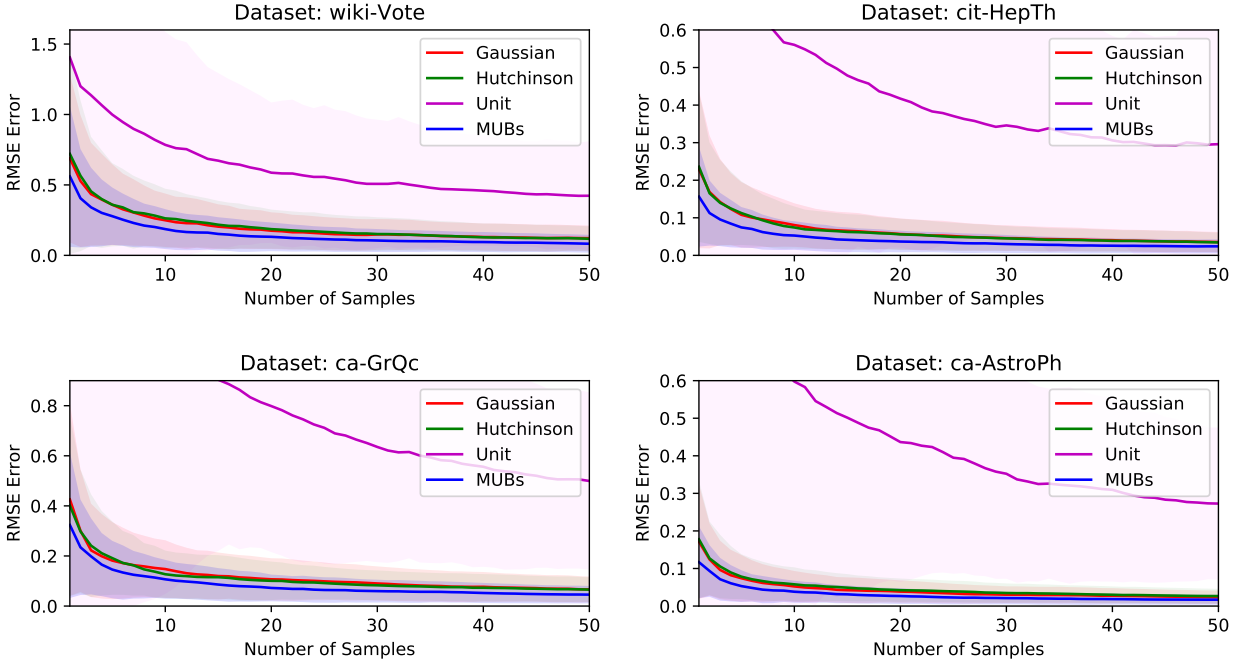 Dataset: wiki-Vote
RMSE Error
1.5
1.0
0.5
0.0
10
20
30
40
50
Number of Samples
Gaussian
Hutchinson
Unit
MUBs
Dataset: cit-HepTh
RMSE Error
0.6
0.5
0.4
0.3
0.2
0.1
0.0
10
20
30
40
50
Number of Samples
Gaussian
Hutchinson
Unit
MUBs
Dataset: ca-GrQc
RMSE Error
0.8
0.6
0.4
0.2
0.0
10
20
30
40
50
Number of Samples
Gaussian
Hutchinson
Unit
MUBs
Dataset: ca-AstroPh
RMSE Error
0.6
0.5
0.4
0.3
0.2
0.1
0.0
10
20
30
40
50
Number of Samples
Gaussian
Hutchinson
Unit
MUBs